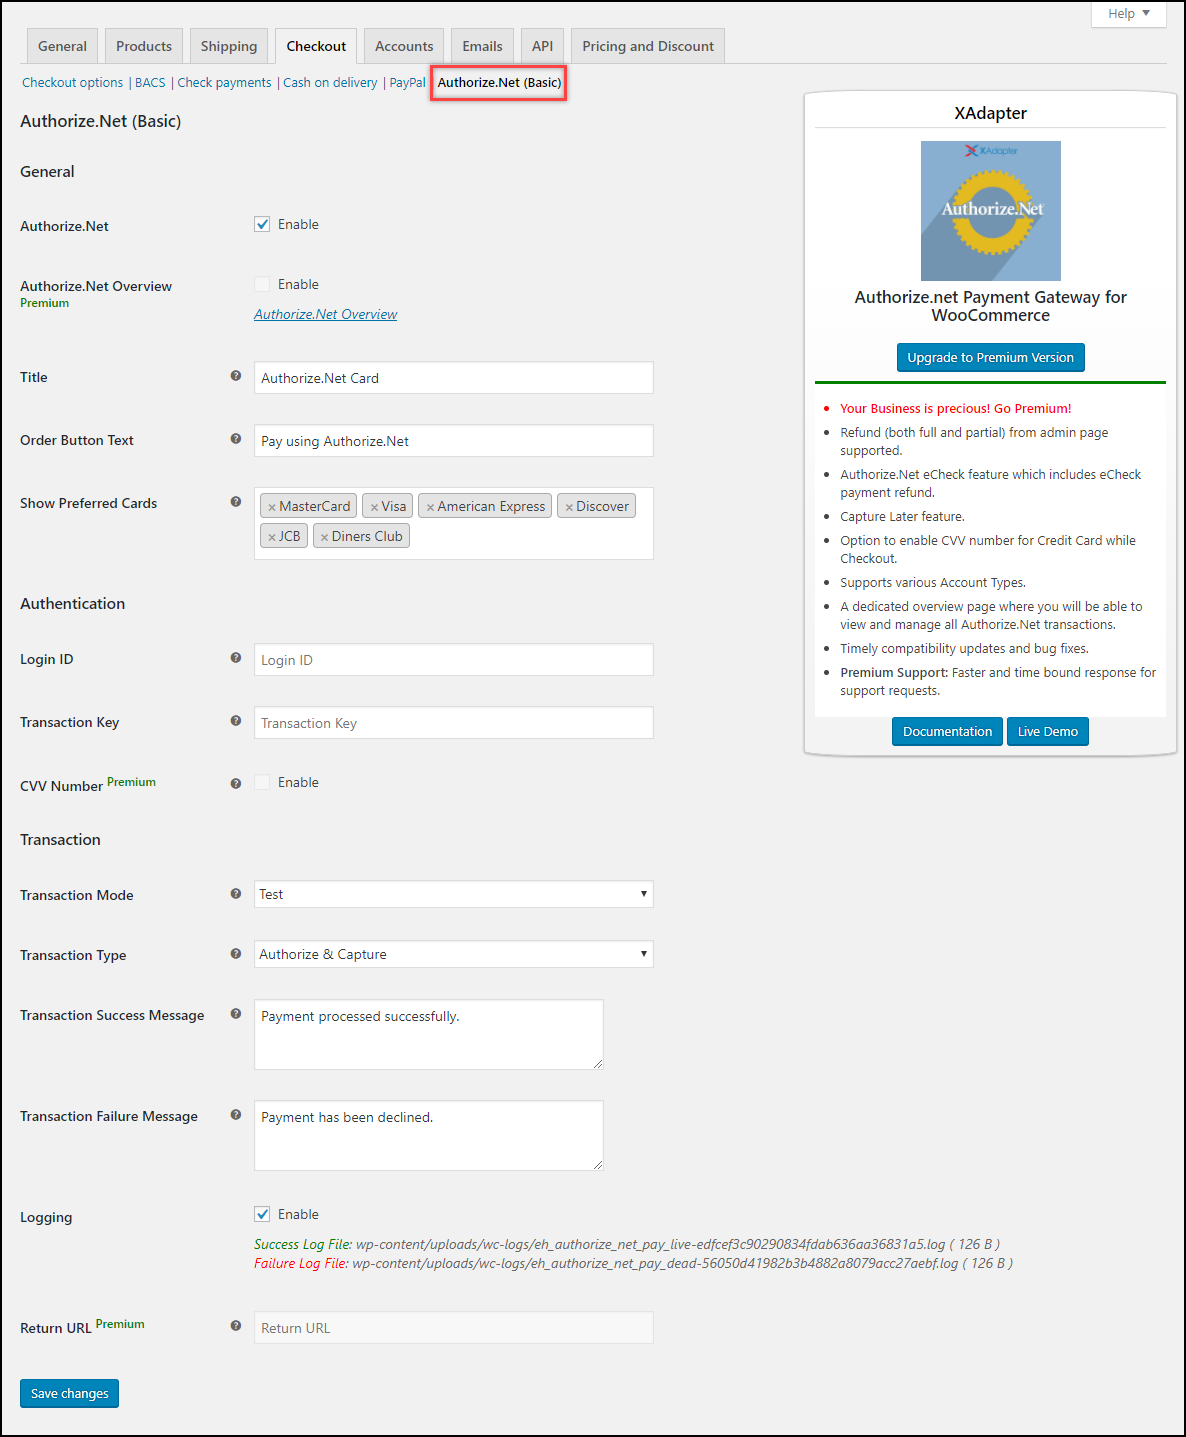 Help
General Products Shipping Checkout Accounts Emails API Pricing and Discount
Checkout options | BACS | Check payments | Cash on delivery | PayPal Authorize.Net (Basic)
Authorize.Net (Basic)
General
Authorize.Net Enable
Authorize.Net Overview Enable
Premium
Authorize.Net Overview
Title Authorize.Net Card
Order Button Text Pay using Authorize.Net
Show Preferred Cards × MasterCard × Visa × American Express × Discover
× JCB × Diners Club
Authentication
Login ID Login ID
Transaction Key Transaction Key
CVV Number Premium Enable
Transaction
Transaction Mode Test
Transaction Type Authorize & Capture
Transaction Success Message Payment processed successfully.
Transaction Failure Message Payment has been declined.
Logging Enable
Success Log File: wp-content/uploads/wc-logs/eh_authorize_net_pay_live-edfcef3c90290834fdab636aa36831a5.log ( 126 B )
Failure Log File: wp-content/uploads/wc-logs/eh_authorize_net_pay_dead-56050d41982b3b4882a8079acc27aebf.log ( 126 B )
Return URL Premium Return URL
Save changes
XAdapter
XAdapter
Authorize.Net
Authorize.net Payment Gateway for
WooCommerce
Upgrade to Premium Version
• Your Business is precious! Go Premium!
• Refund (both full and partial) from admin page
supported.
• Authorize.Net eCheck feature which includes eCheck
payment refund.
• Capture Later feature.
• Option to enable CVV number for Credit Card while
Checkout.
• Supports various Account Types.
• A dedicated overview page where you will be able to
view and manage all Authorize.Net transactions.
• Timely compatibility updates and bug fixes.
• Premium Support: Faster and time bound response for
support requests.
Documentation Live Demo